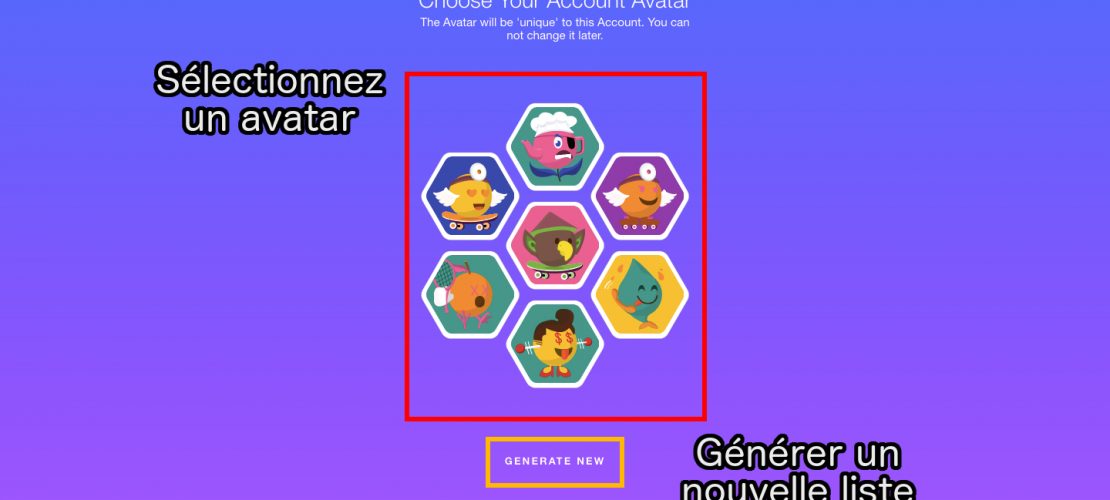 Choose Your Account Avatar
The Avatar will be 'unique' to this Account. You can
not change it later.
Sélectionnez
un avatar
GENERATE NEW
Générer un
nouvelle liste